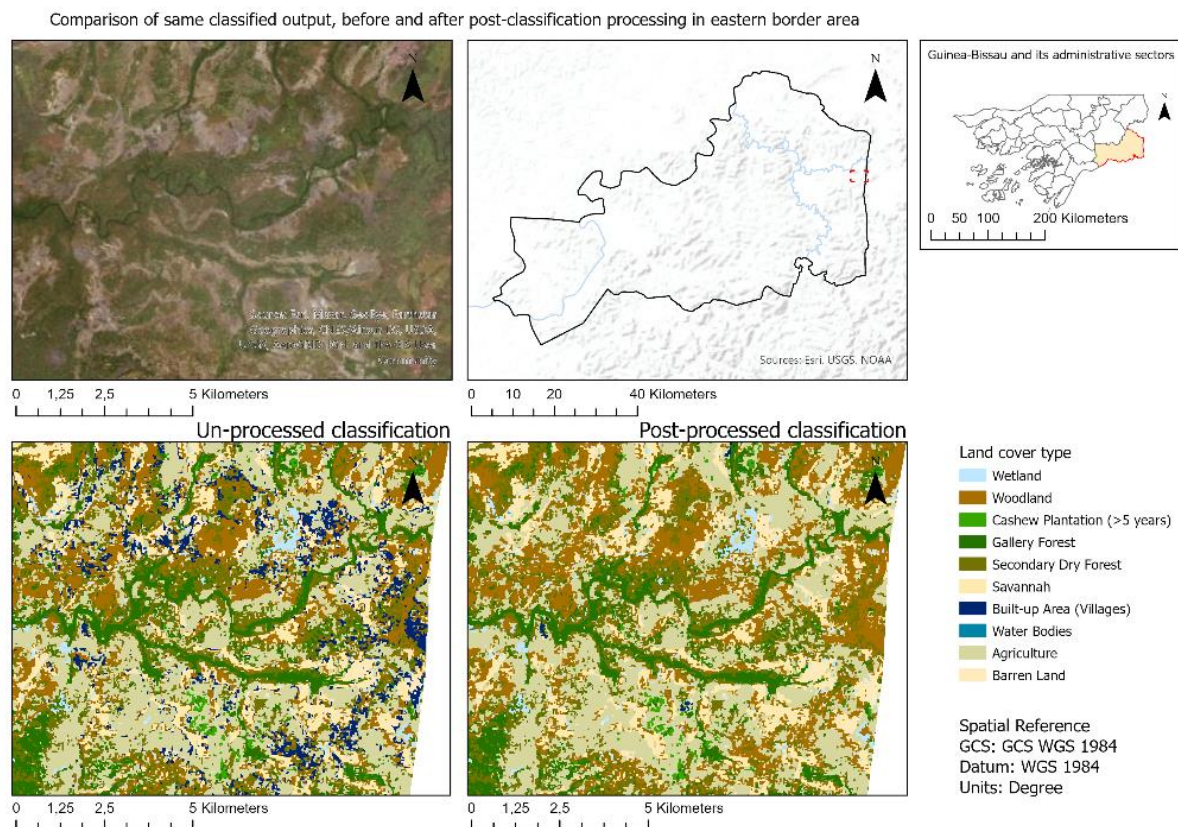 Comparison of same classified output, before and after post-classification processing in eastern border area
N
N
Guinea-Bissau and its administrative sectors
N
0 50 100 200 Kilometers
Sources: Esri, USGS, NOAA
0 1,25 2,5 5 Kilometers
0 10 20 40 Kilometers
Un-processed classification
Post-processed classification
Land cover type
Wetland
Woodland
Cashew Plantation (>5 years)
Gallery Forest
Secondary Dry Forest
Savannah
Built-up Area (Villages)
Water Bodies
Agriculture
Barren Land
Spatial Reference
GCS: GCS WGS 1984
Datum: WGS 1984
Units: Degree
0 1,25 2,5 5 Kilometers
0 1,25 2,5 5 Kilometers